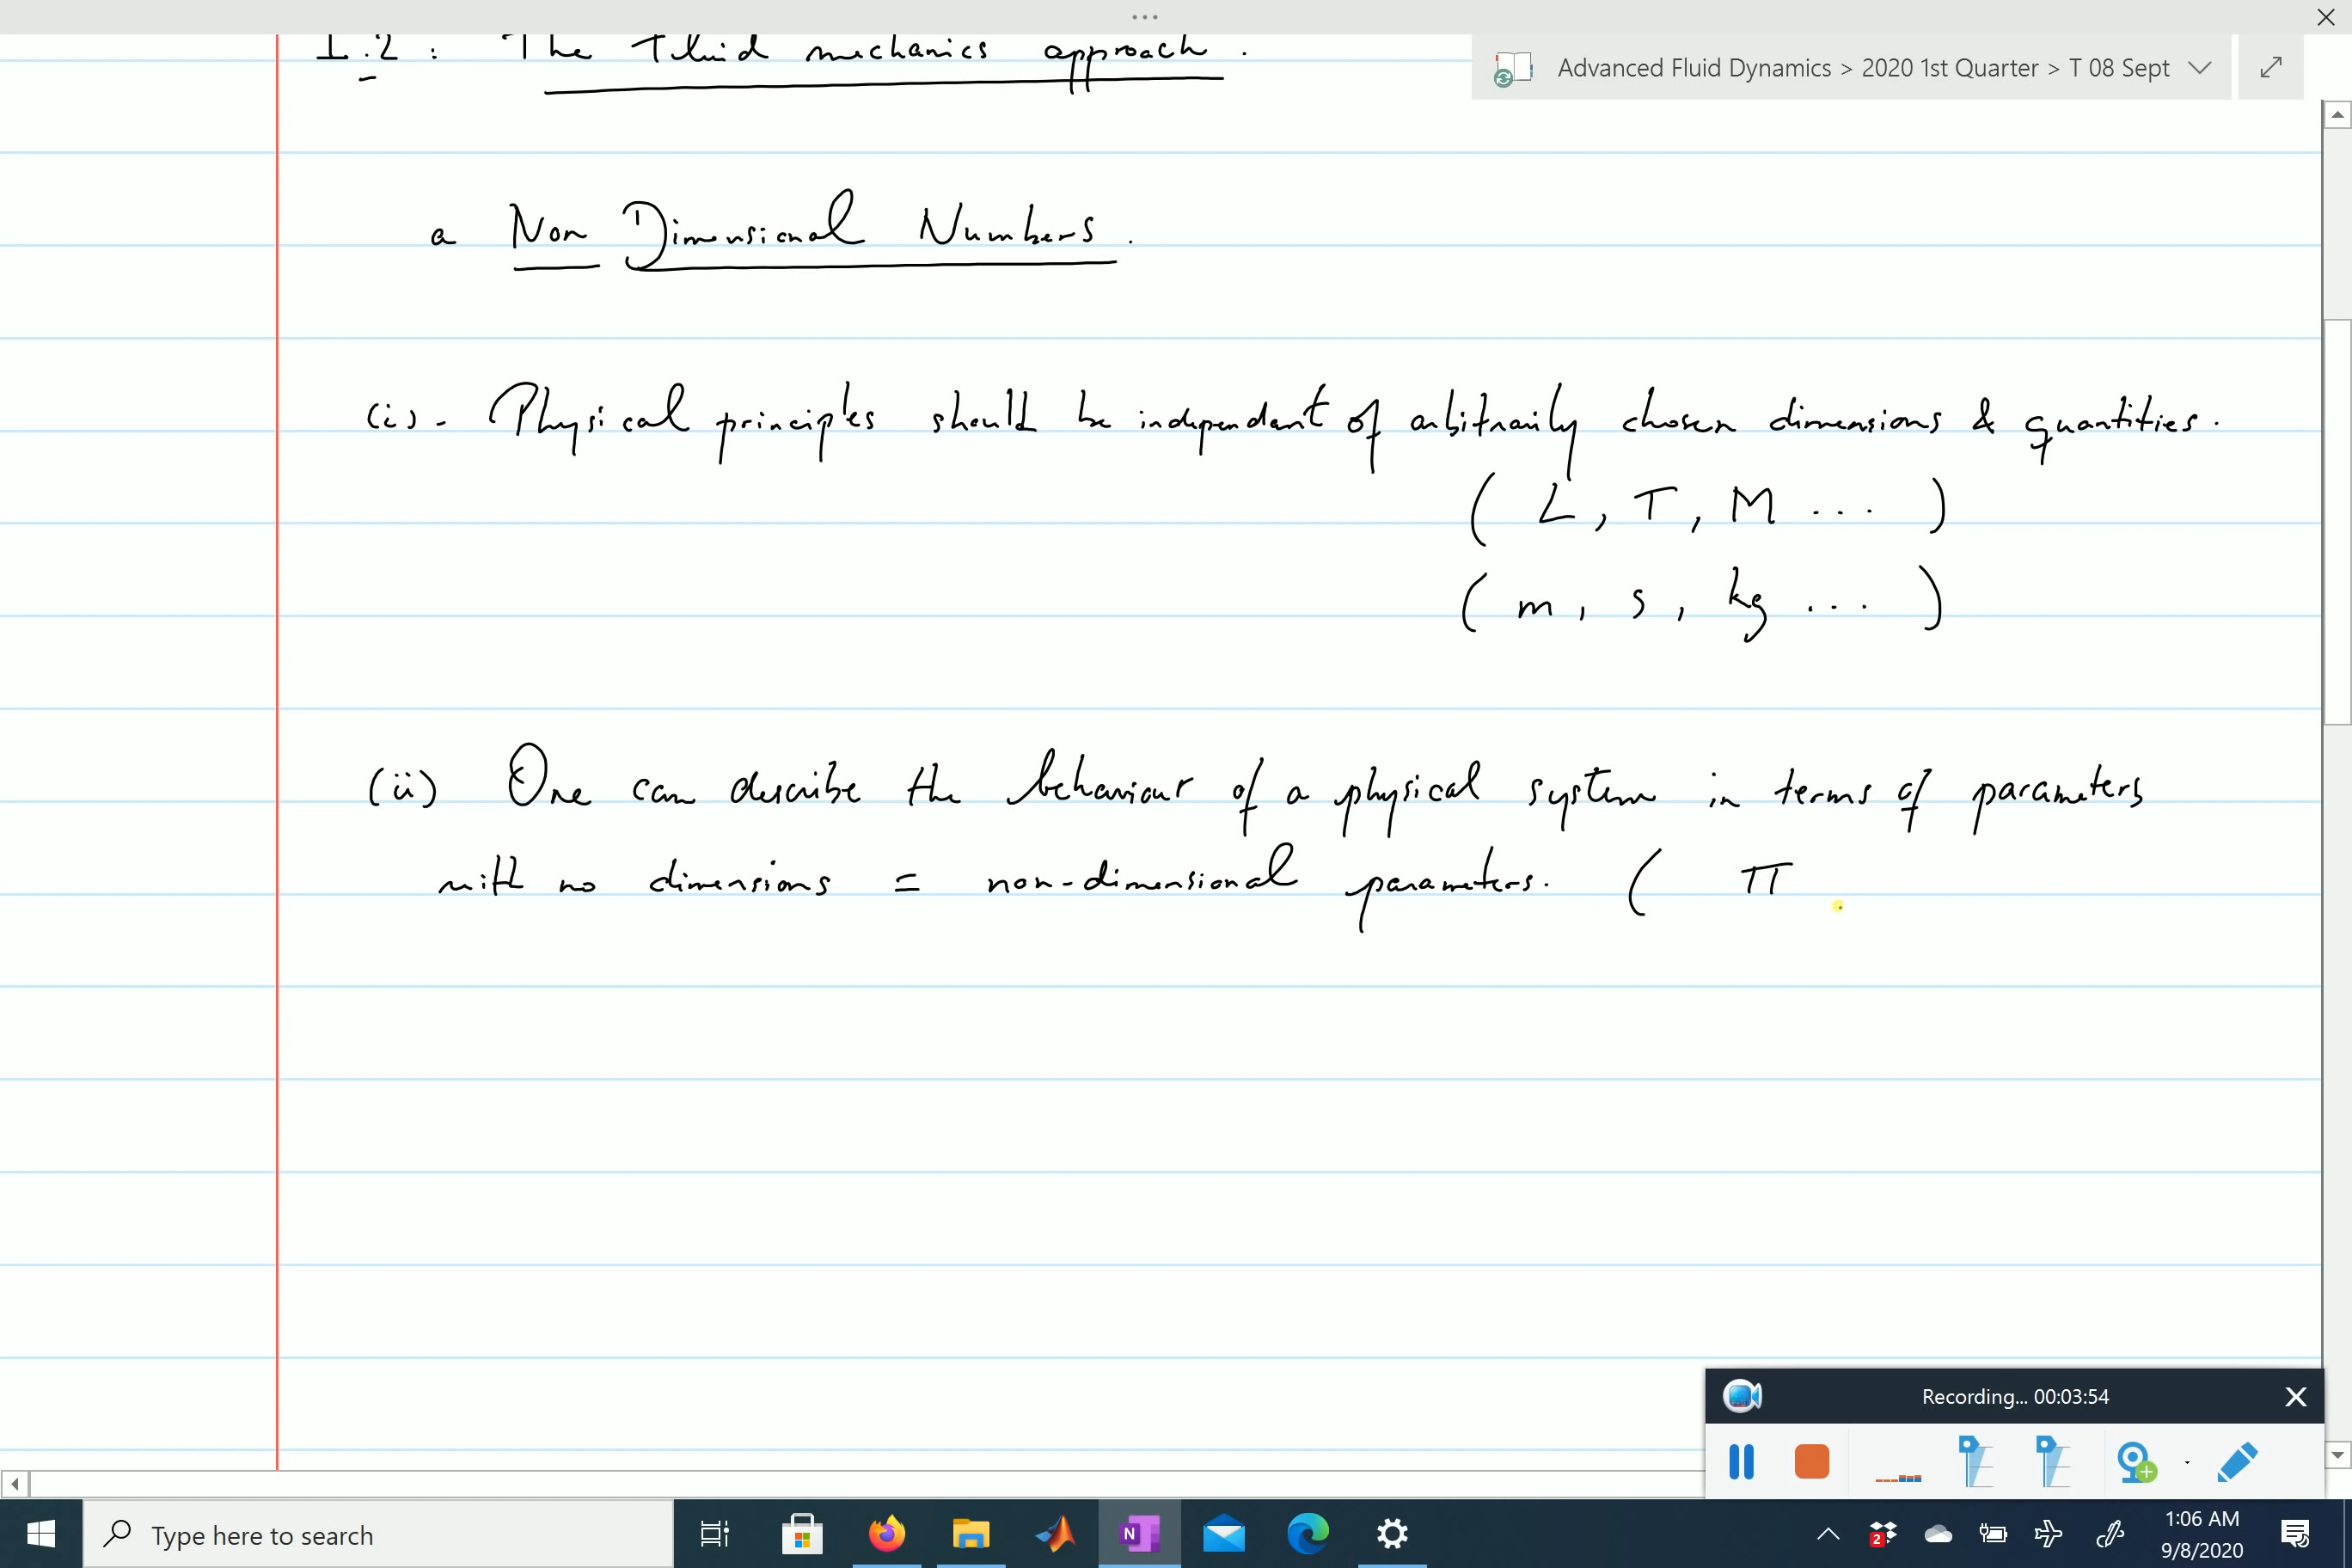 I.2 : The Fluid mechanics approach .
Advanced Fluid Dynamics > 2020 1st Quarter > T 08 Sept
a Non Dimensional Numbers .
(i) - Physical principles should be independent of arbitrarily chosen dimensions & quantities .
( L , T , M ... )
( m , s , kg ... )
(ii) One can describe the behaviour of a physical system in terms of parameters
with no dimensions = non-dimensional parameters. ( π
Recording... 00:03:54
Type here to search
N
2
1:06 AM
9/8/2020